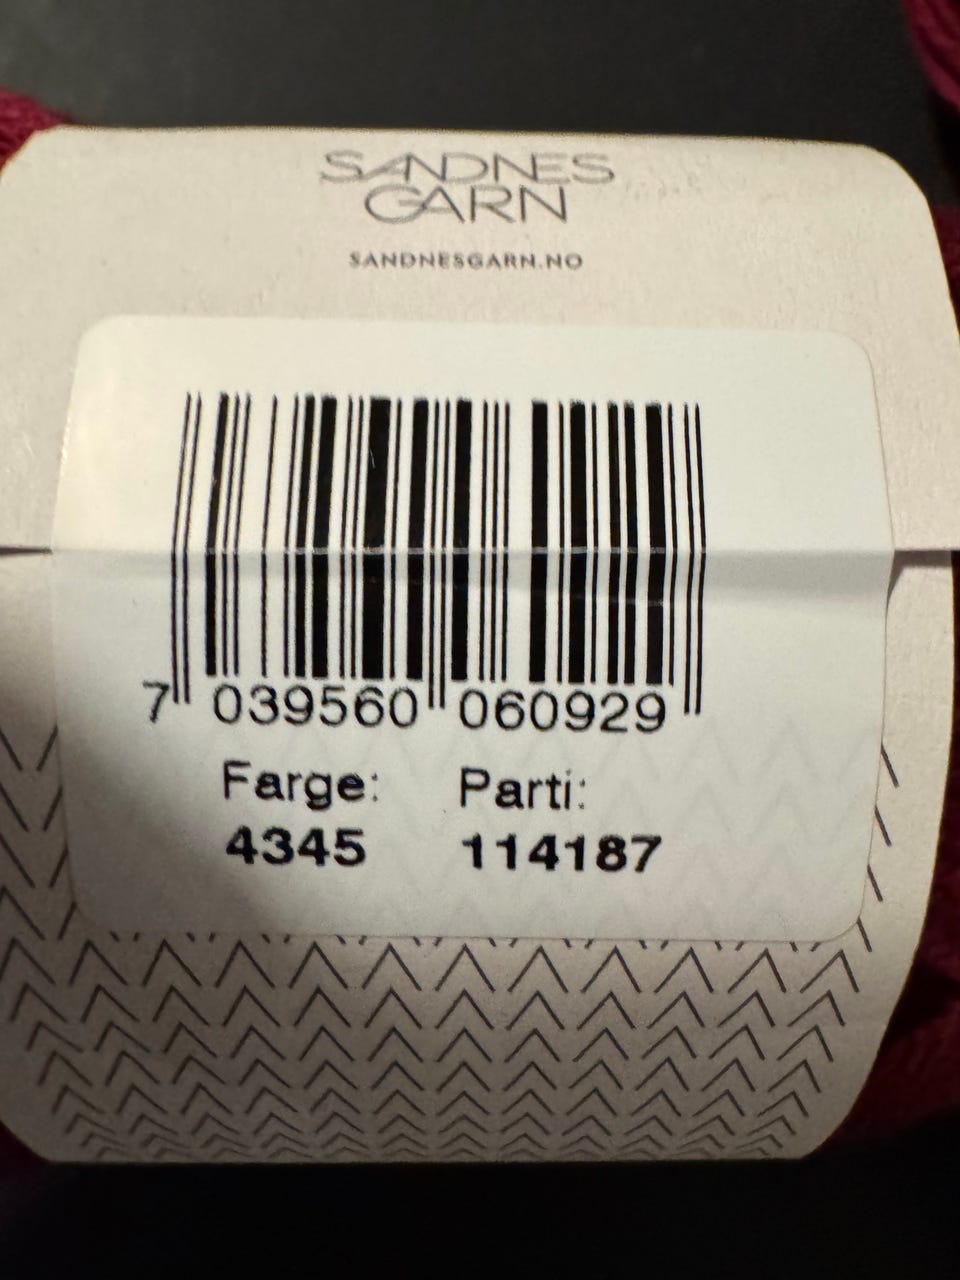 SANDNES
GARN
SANDNESGARN.NO
7 039560 060929
Farge: Parti:
4345 114187